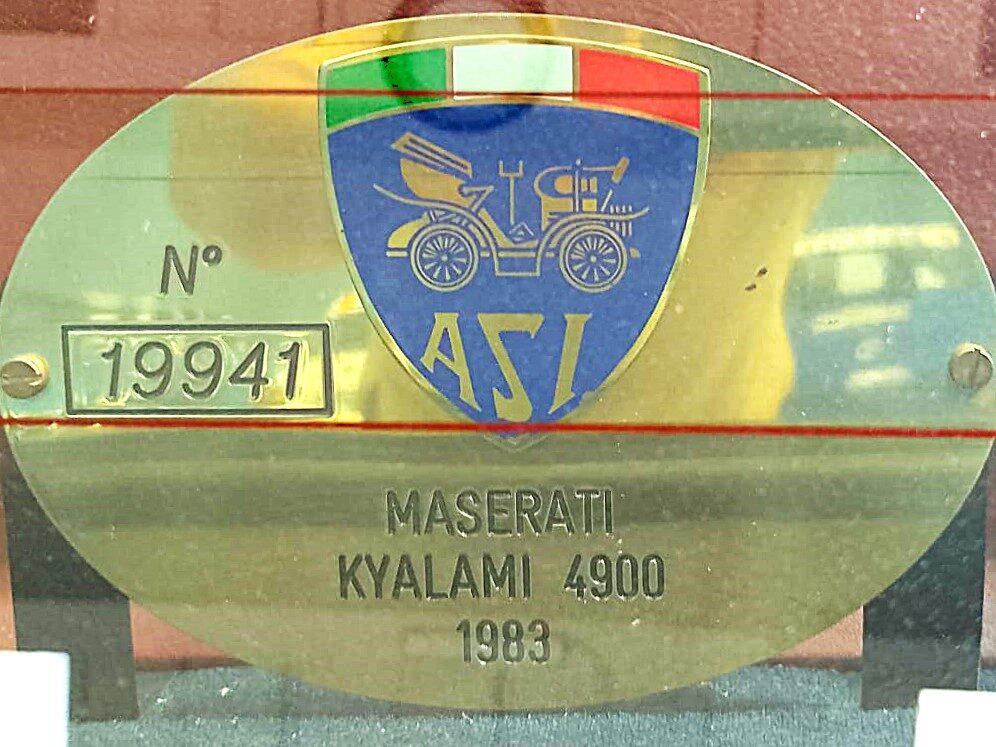 ASI
N°
19941
MASERATI
KYALAMI 4900
1983